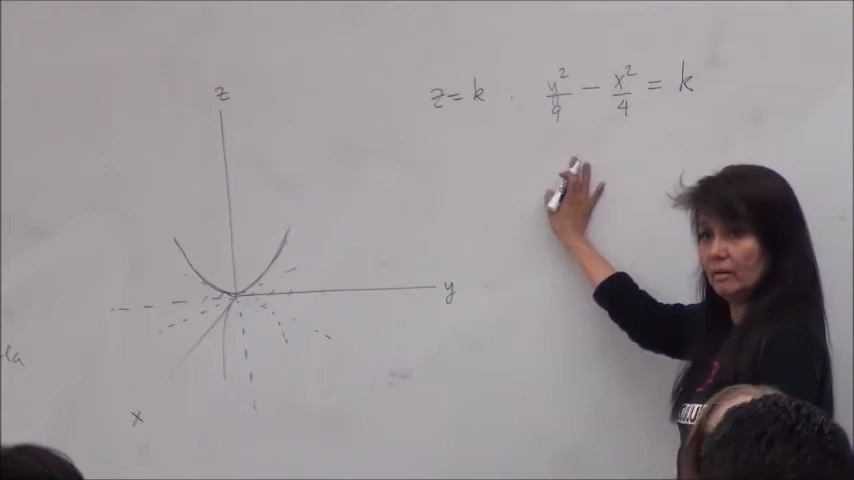 z
z = k : y²/9 − x²/4 = k
y
x